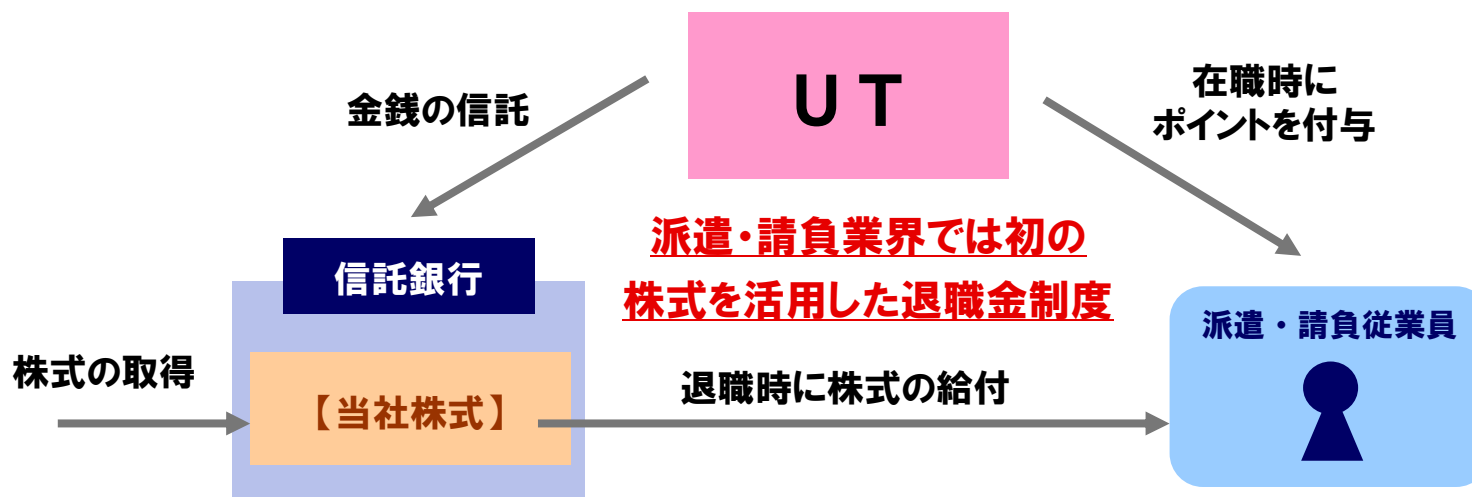 UT
金銭の信託
在職時に
ポイントを付与
派遣・請負業界では初の
株式を活用した退職金制度
信託銀行
派遣・請負従業員
株式の取得
【当社株式】
退職時に株式の給付